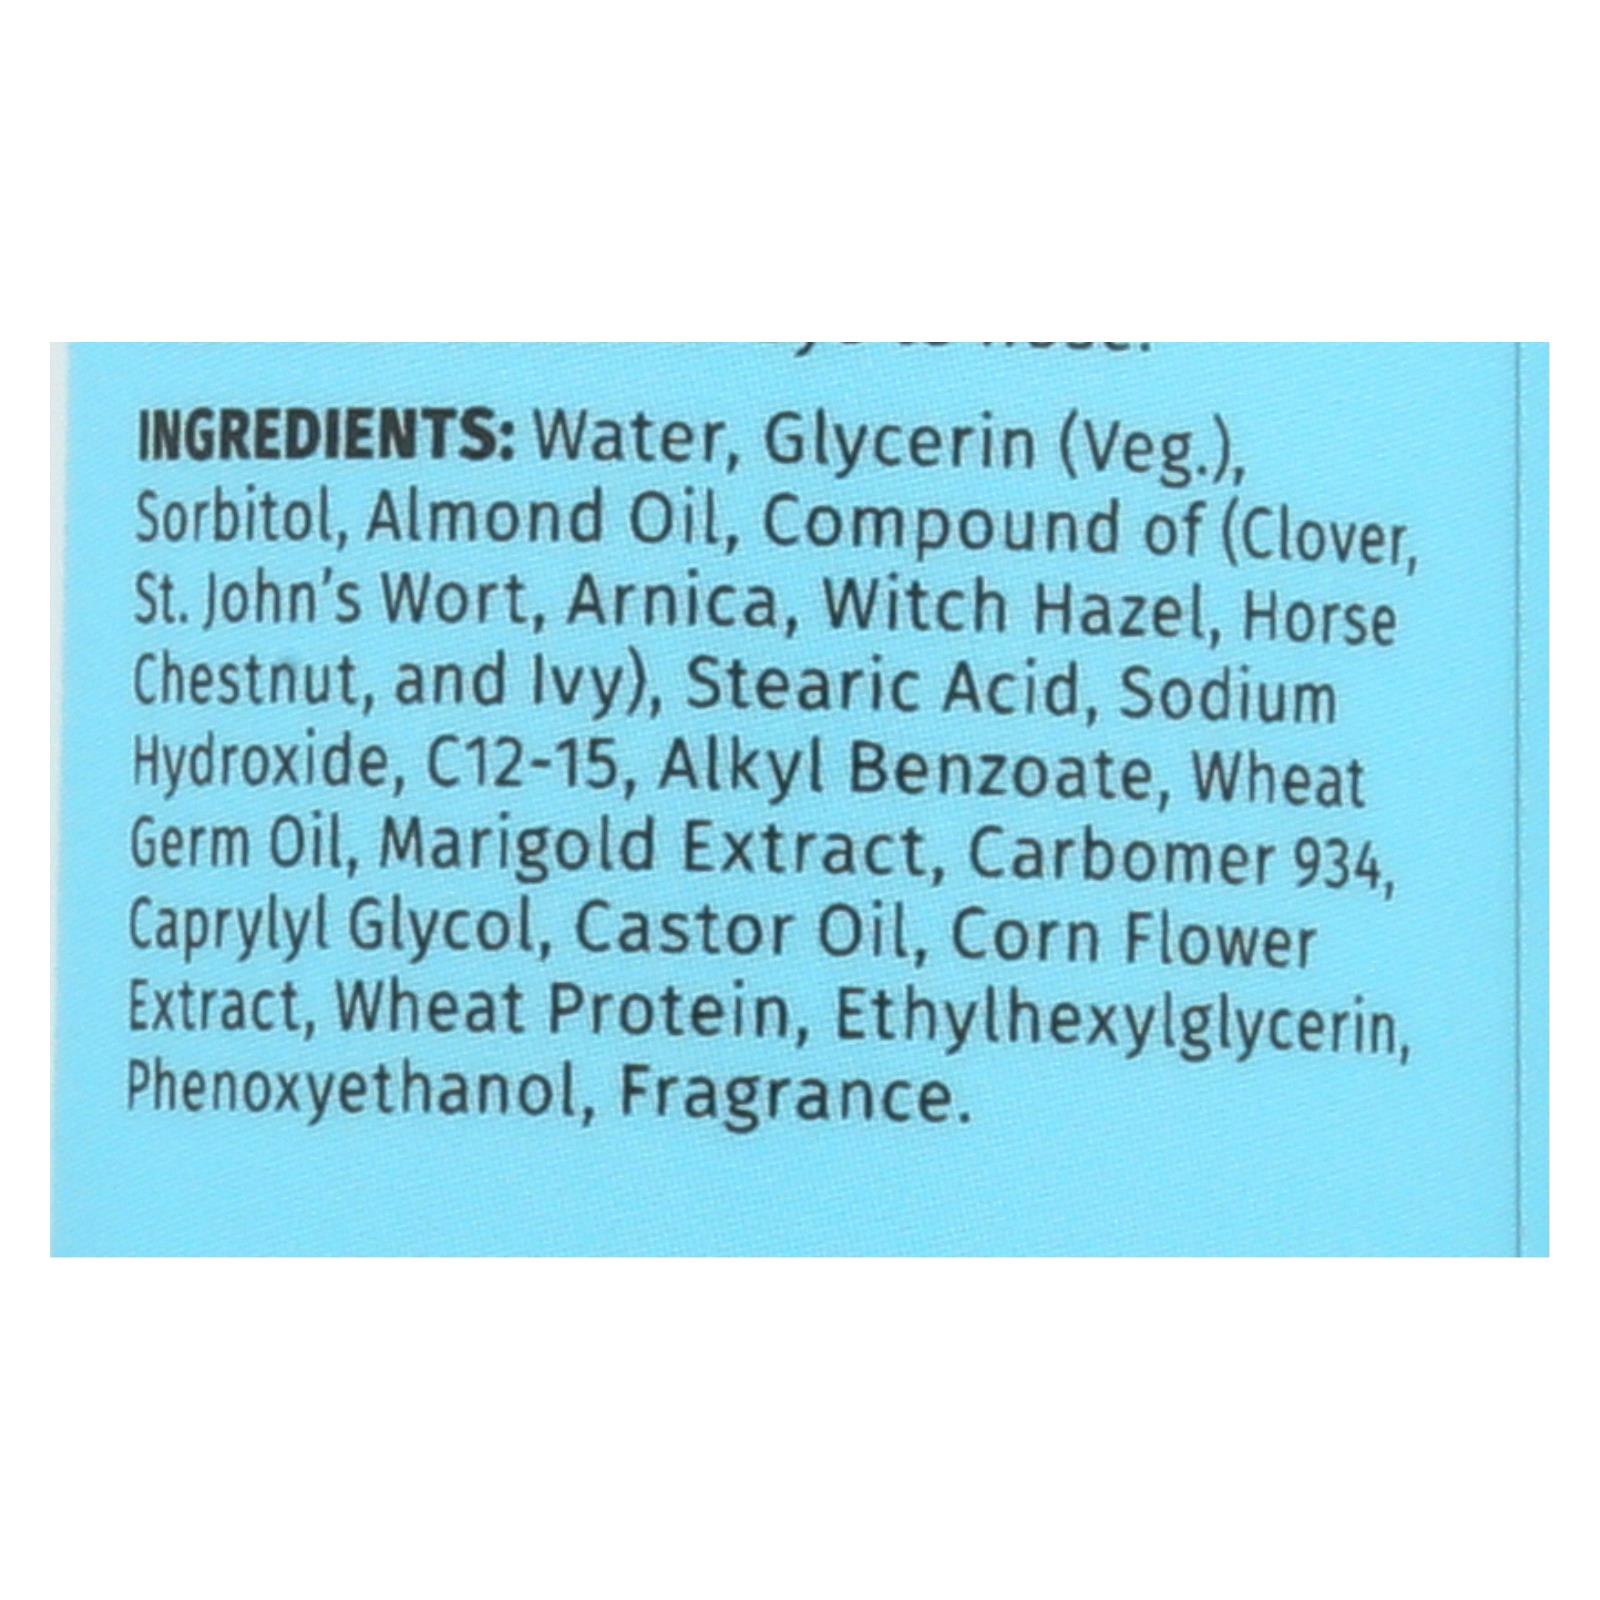 INGREDIENTS: Water, Glycerin (Veg.),
Sorbitol, Almond Oil, Compound of (Clover,
St. John's Wort, Arnica, Witch Hazel, Horse
Chestnut, and Ivy), Stearic Acid, Sodium
Hydroxide, C12-15, Alkyl Benzoate, Wheat
Germ Oil, Marigold Extract, Carbomer 934,
Caprylyl Glycol, Castor Oil, Corn Flower
Extract, Wheat Protein, Ethylhexylglycerin,
Phenoxyethanol, Fragrance.